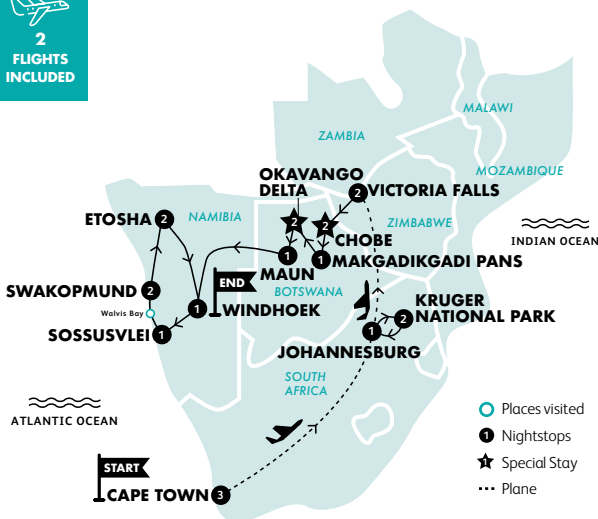 2
FLIGHTS
INCLUDED
MALAWI
ZAMBIA
MOZAMBIQUE
OKAVANGO
DELTA
2
VICTORIA FALLS
ETOSHA
2
NAMIBIA
2
2
ZIMBABWE
INDIAN OCEAN
CHOBE
1
1
MAKGADIKGADI PANS
MAUN
END
BOTSWANA
SWAKOPMUND
2
KRUGER
NATIONAL PARK
2
Walvis Bay
1
WINDHOEK
SOSSUSVLEI
1
1
JOHANNESBURG
SOUTH
AFRICA
ATLANTIC OCEAN
Places visited
1 Nightstops
1 Special Stay
Plane
START
CAPE TOWN
3